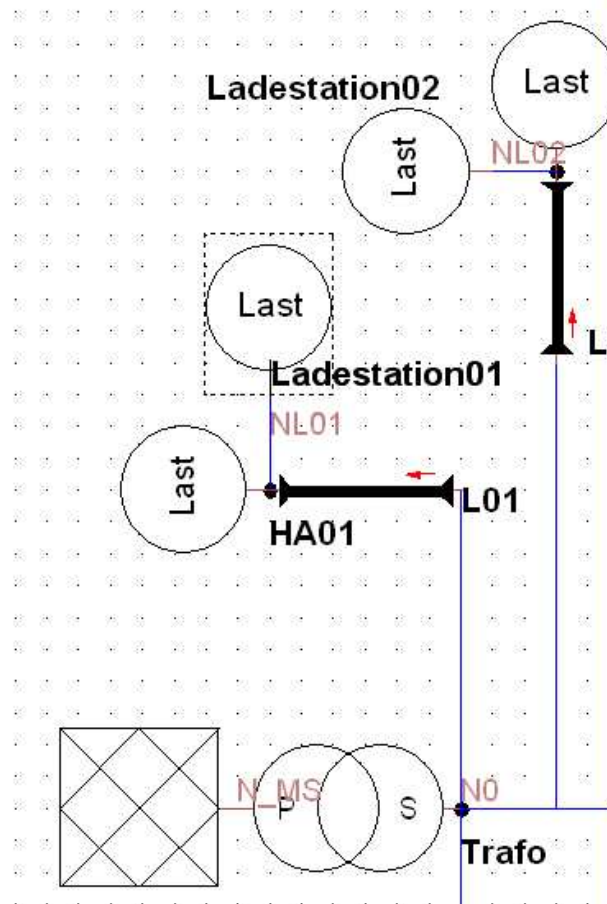 Last
Ladestation02
Last
NL02
Last
L
Ladestation01
NL01
Last
L01
HA01
N_MS
P
S
N0
Trafo